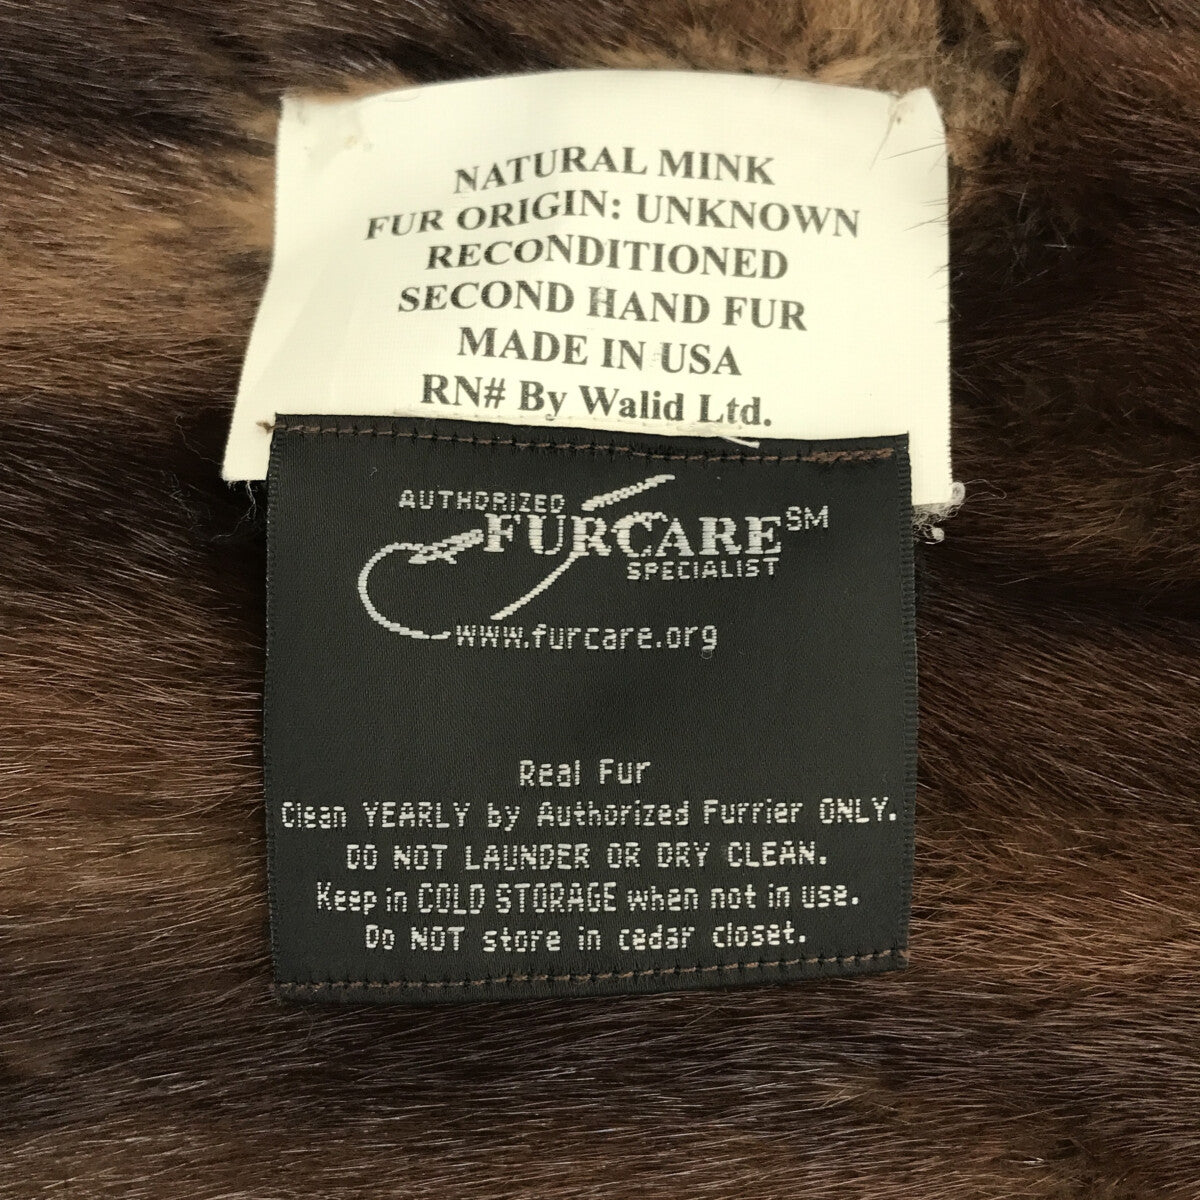 NATURAL MINK
FUR ORIGIN: UNKNOWN
RECONDITIONED
SECOND HAND FUR
MADE IN USA
RN# By Walid Ltd.
AUTHORIZED
FURCARE SM
SPECIALIST
www.furcare.org
Real Fur
Clean YEARLY by Authorized Furrier ONLY.
DO NOT LAUNDER OR DRY CLEAN.
Keep in COLD STORAGE when not in use.
Do NOT store in cedar closet.